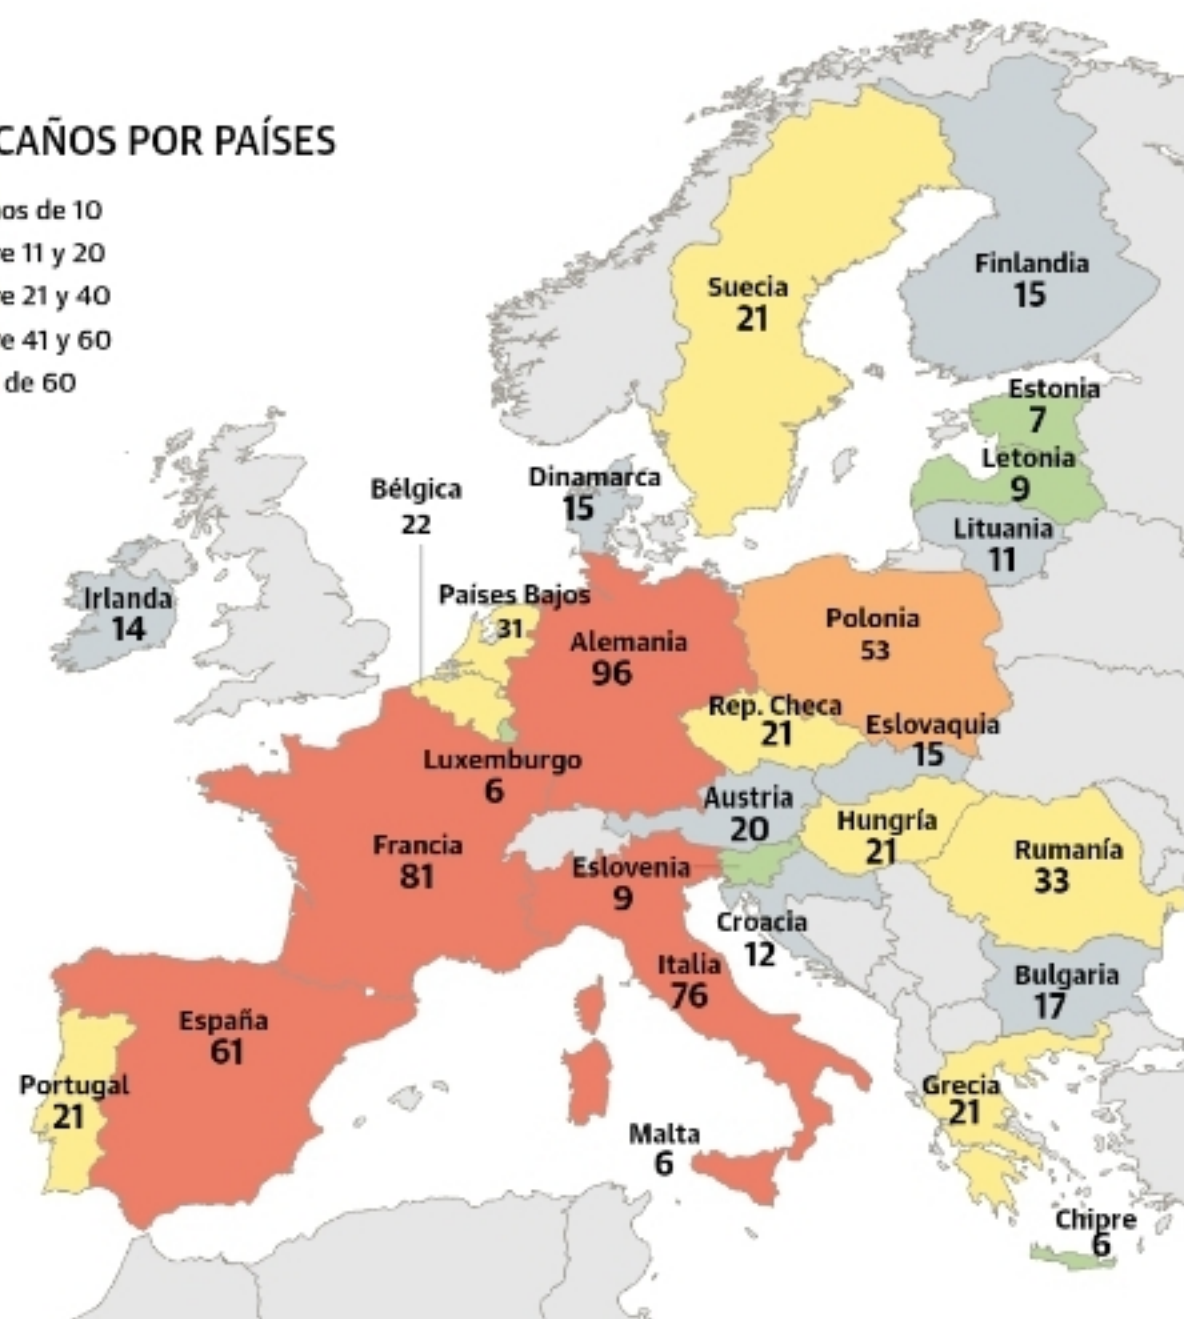 CAÑOS POR PAÍSES
os de 10
e 11 y 20
e 21 y 40
e 41 y 60
de 60
Suecia
21
Finlandia
15
Estonia
7
Letonia
9
Lituania
11
Dinamarca
15
Bélgica
22
Irlanda
14
Países Bajos
31
Alemania
96
Polonia
53
Rep. Checa
21
Eslovaquia
15
Luxemburgo
6
Austria
20
Hungría
21
Rumanía
33
Francia
81
Eslovenia
9
Croacia
12
Italia
76
Bulgaria
17
España
61
Portugal
21
Grecia
21
Malta
6
Chipre
6